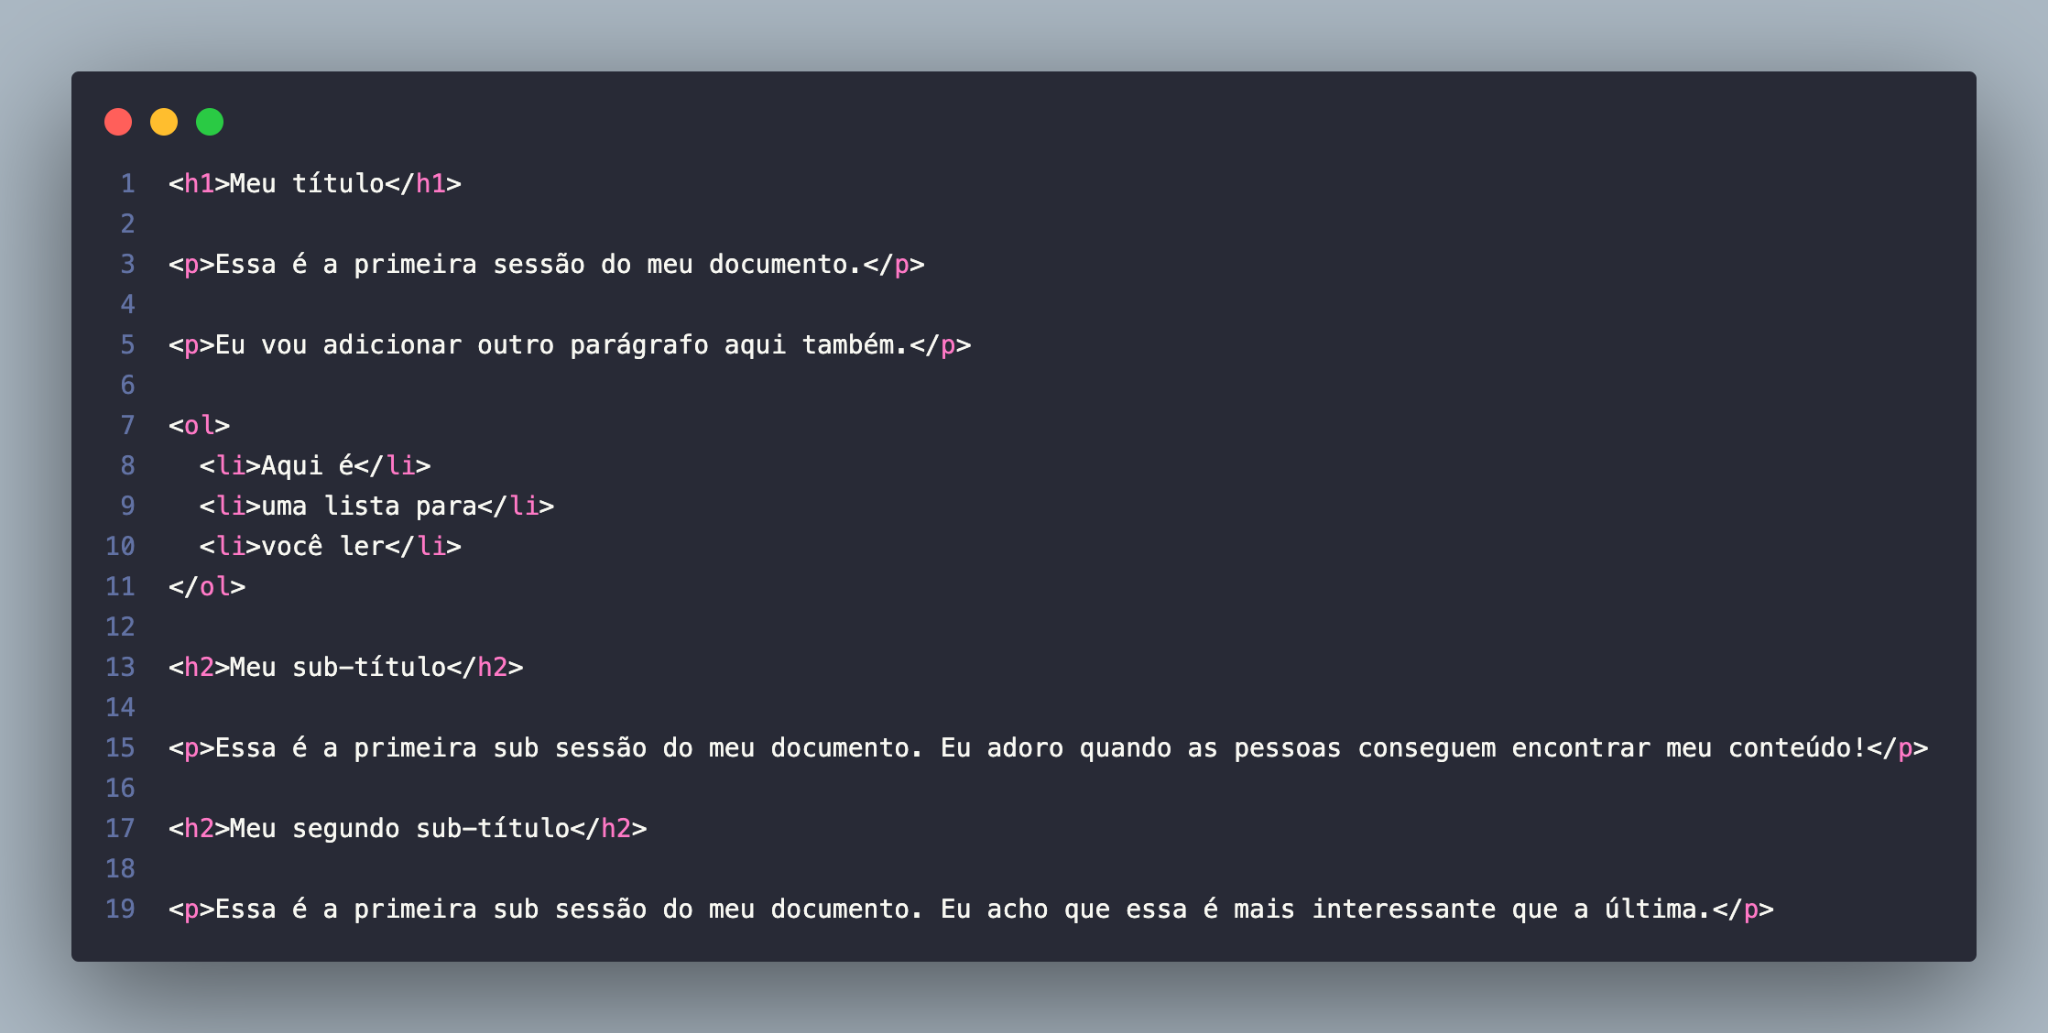 1 <h1>Meu título</h1>
2
3 <p>Essa é a primeira sessão do meu documento.</p>
4
5 <p>Eu vou adicionar outro parágrafo aqui também.</p>
6
7 <ol>
8   <li>Aqui é</li>
9   <li>uma lista para</li>
10   <li>você ler</li>
11 </ol>
12
13 <h2>Meu sub-título</h2>
14
15 <p>Essa é a primeira sub sessão do meu documento. Eu adoro quando as pessoas conseguem encontrar meu conteúdo!</p>
16
17 <h2>Meu segundo sub-título</h2>
18
19 <p>Essa é a primeira sub sessão do meu documento. Eu acho que essa é mais interessante que a última.</p>